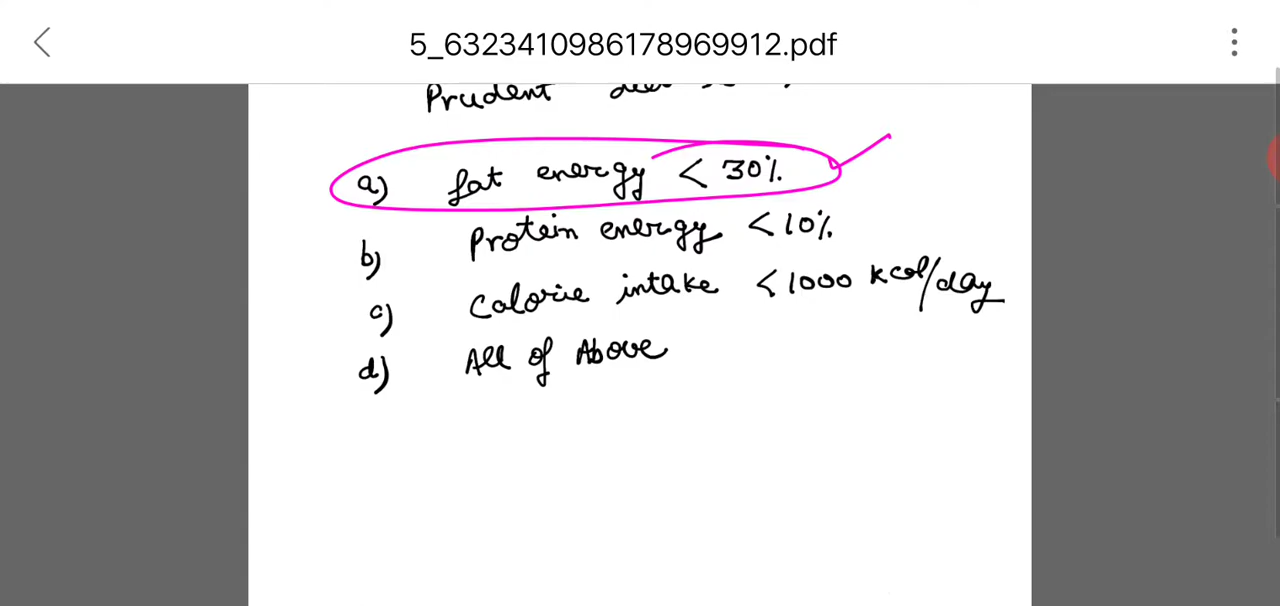 5_6323410986178969912.pdf
Prudent
a) fat energy < 30%.
b) Protein energy < 10%.
c) Calorie intake < 1000 kcal/day
d) All of Above